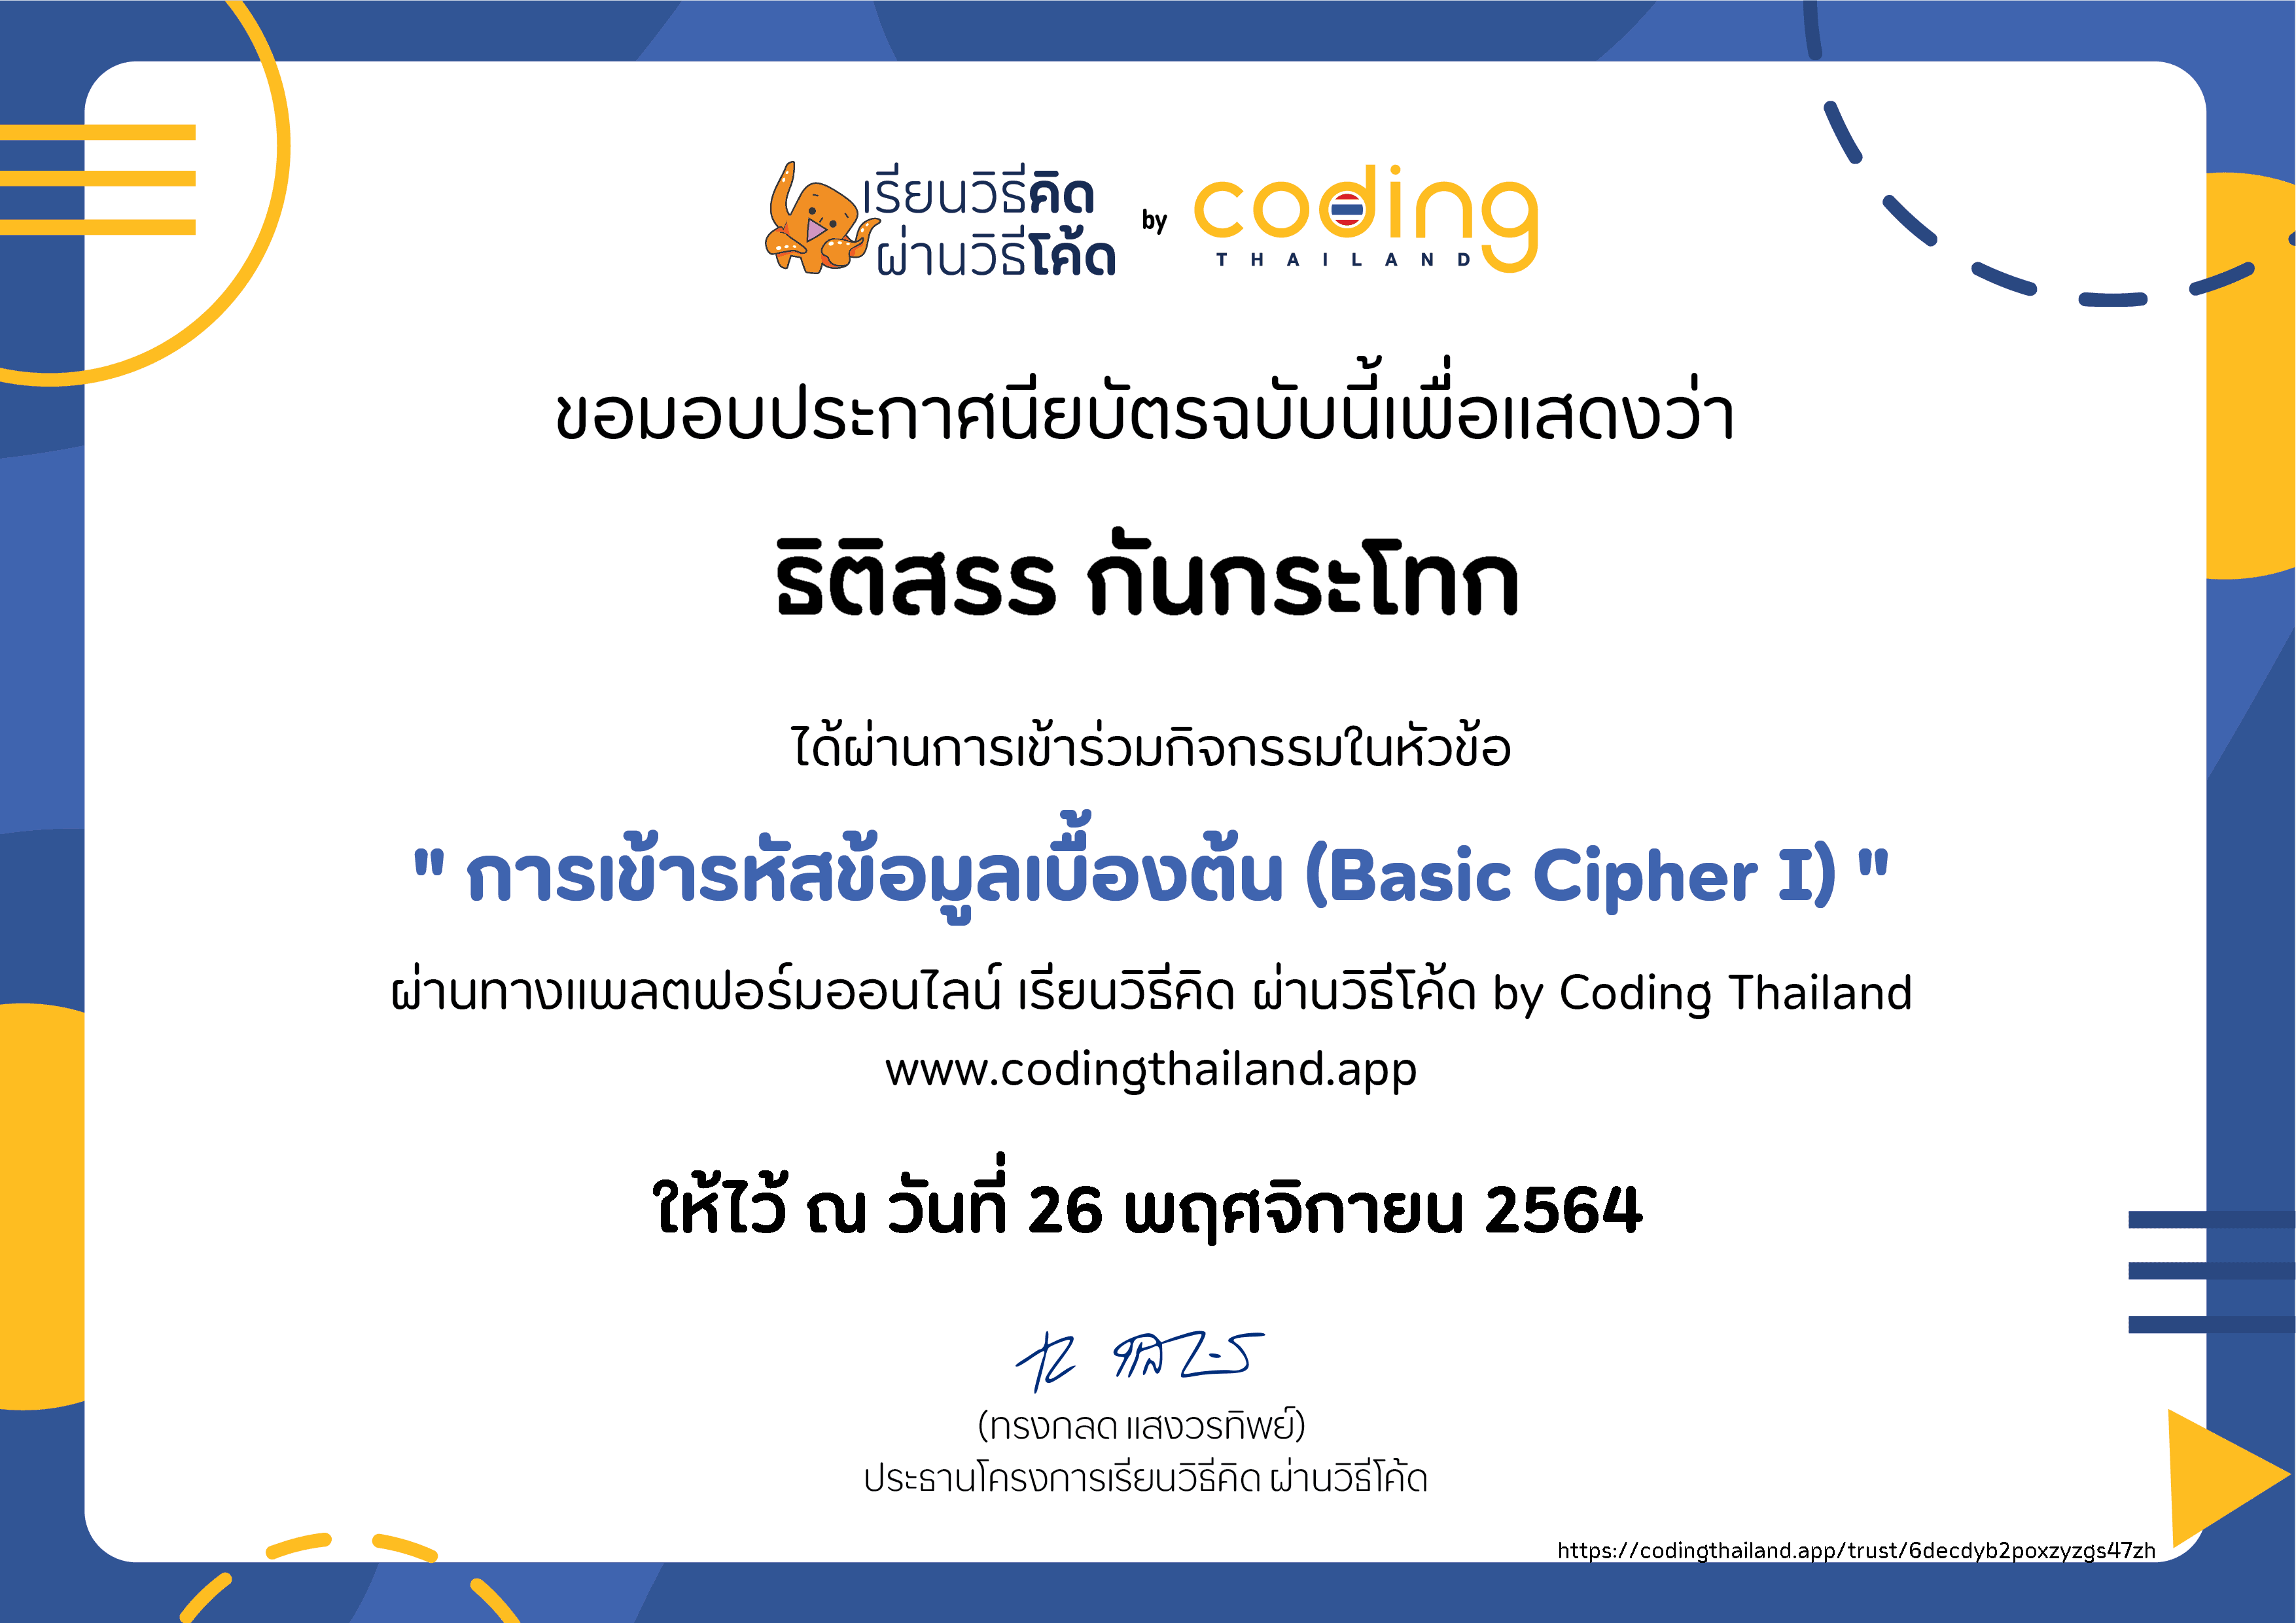 เรียนวิธีคิด
ผ่านวิธีโค้ด
by
coding
THAILAND
ขอมอบประกาศนียบัตรฉบับนี้เพื่อแสดงว่า
ธิติสรร กันกระโทก
ได้ผ่านการเข้าร่วมกิจกรรมในหัวข้อ
" การเข้ารหัสข้อมูลเบื้องต้น (Basic Cipher I) "
ผ่านทางแพลตฟอร์มออนไลน์ เรียนวิธีคิด ผ่านวิธีโค้ด by Coding Thailand
www.codingthailand.app
ให้ไว้ ณ วันที่ 26 พฤศจิกายน 2564
(ทรงกลด แสงวรทิพย์)
ประธานโครงการเรียนวิธีคิด ผ่านวิธีโค้ด
https://codingthailand.app/trust/6decdyb2poxzyzgs47zh